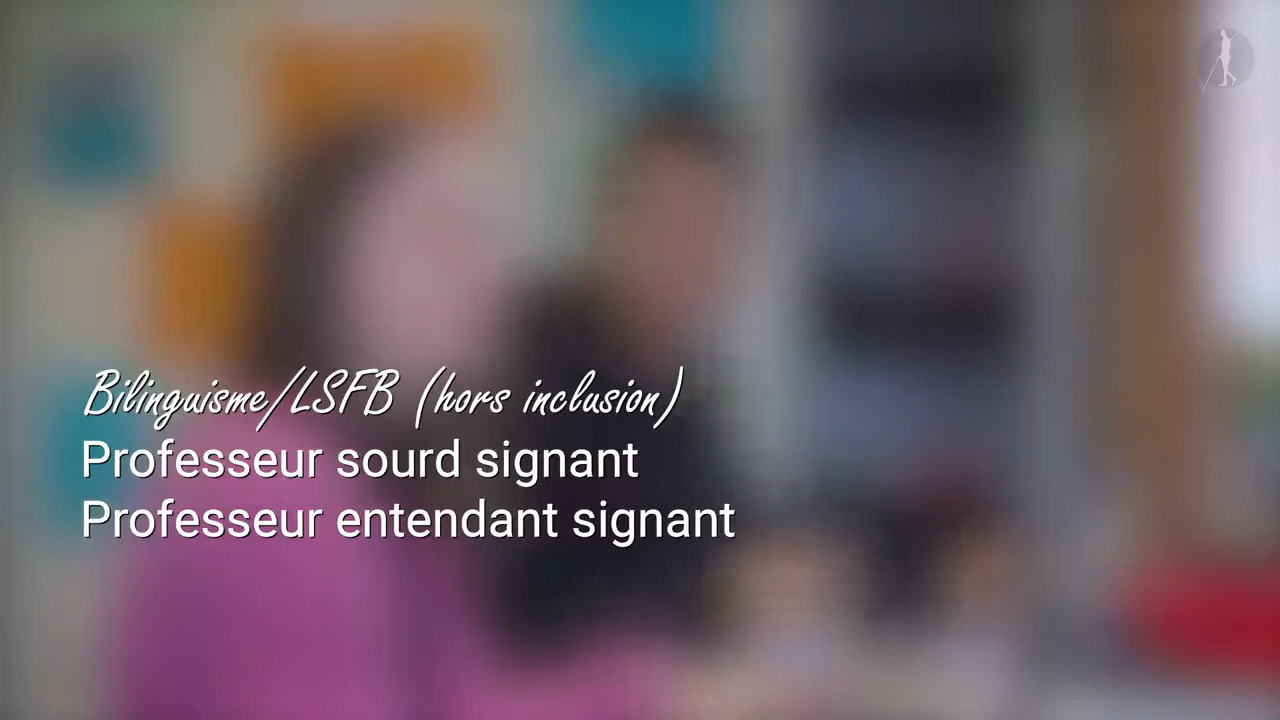 Bilinguisme/LSFB (hors inclusion)
Professeur sourd signant
Professeur entendant signant